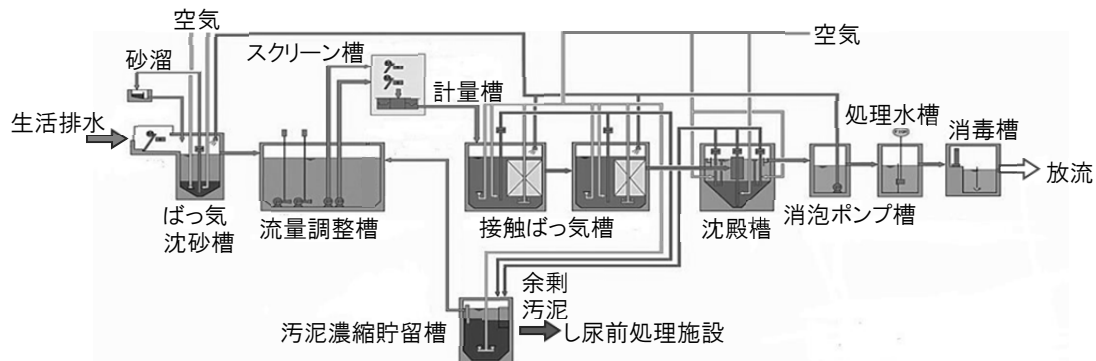 空気
砂溜
スクリーン槽
空気
計量槽
生活排水
処理水槽
消毒槽
放流
ばっ気
沈砂槽
流量調整槽
接触ばっ気槽
沈殿槽
消泡ポンプ槽
余剰
汚泥
汚泥濃縮貯留槽
し尿前処理施設